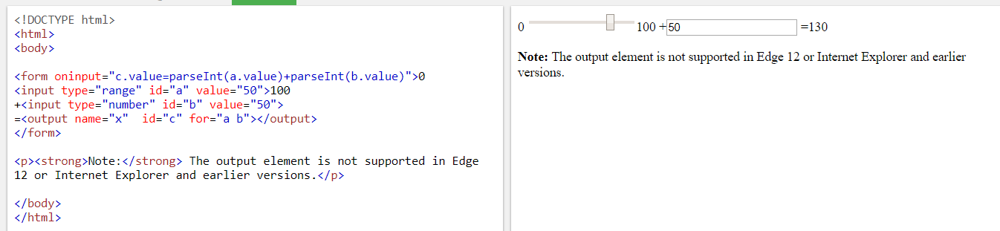 <!DOCTYPE html>
<html>
<body>
<form oninput="c.value=parseInt(a.value)+parseInt(b.value)">0
<input type="range" id="a" value="50">100
+<input type="number" id="b" value="50">
=<output name="x"  id="c" for="a b"></output>
</form>
<p><strong>Note:</strong> The output element is not supported in Edge
12 or Internet Explorer and earlier versions.</p>
</body>
</html>
0 100 +50 =130
Note: The output element is not supported in Edge 12 or Internet Explorer and earlier
versions.